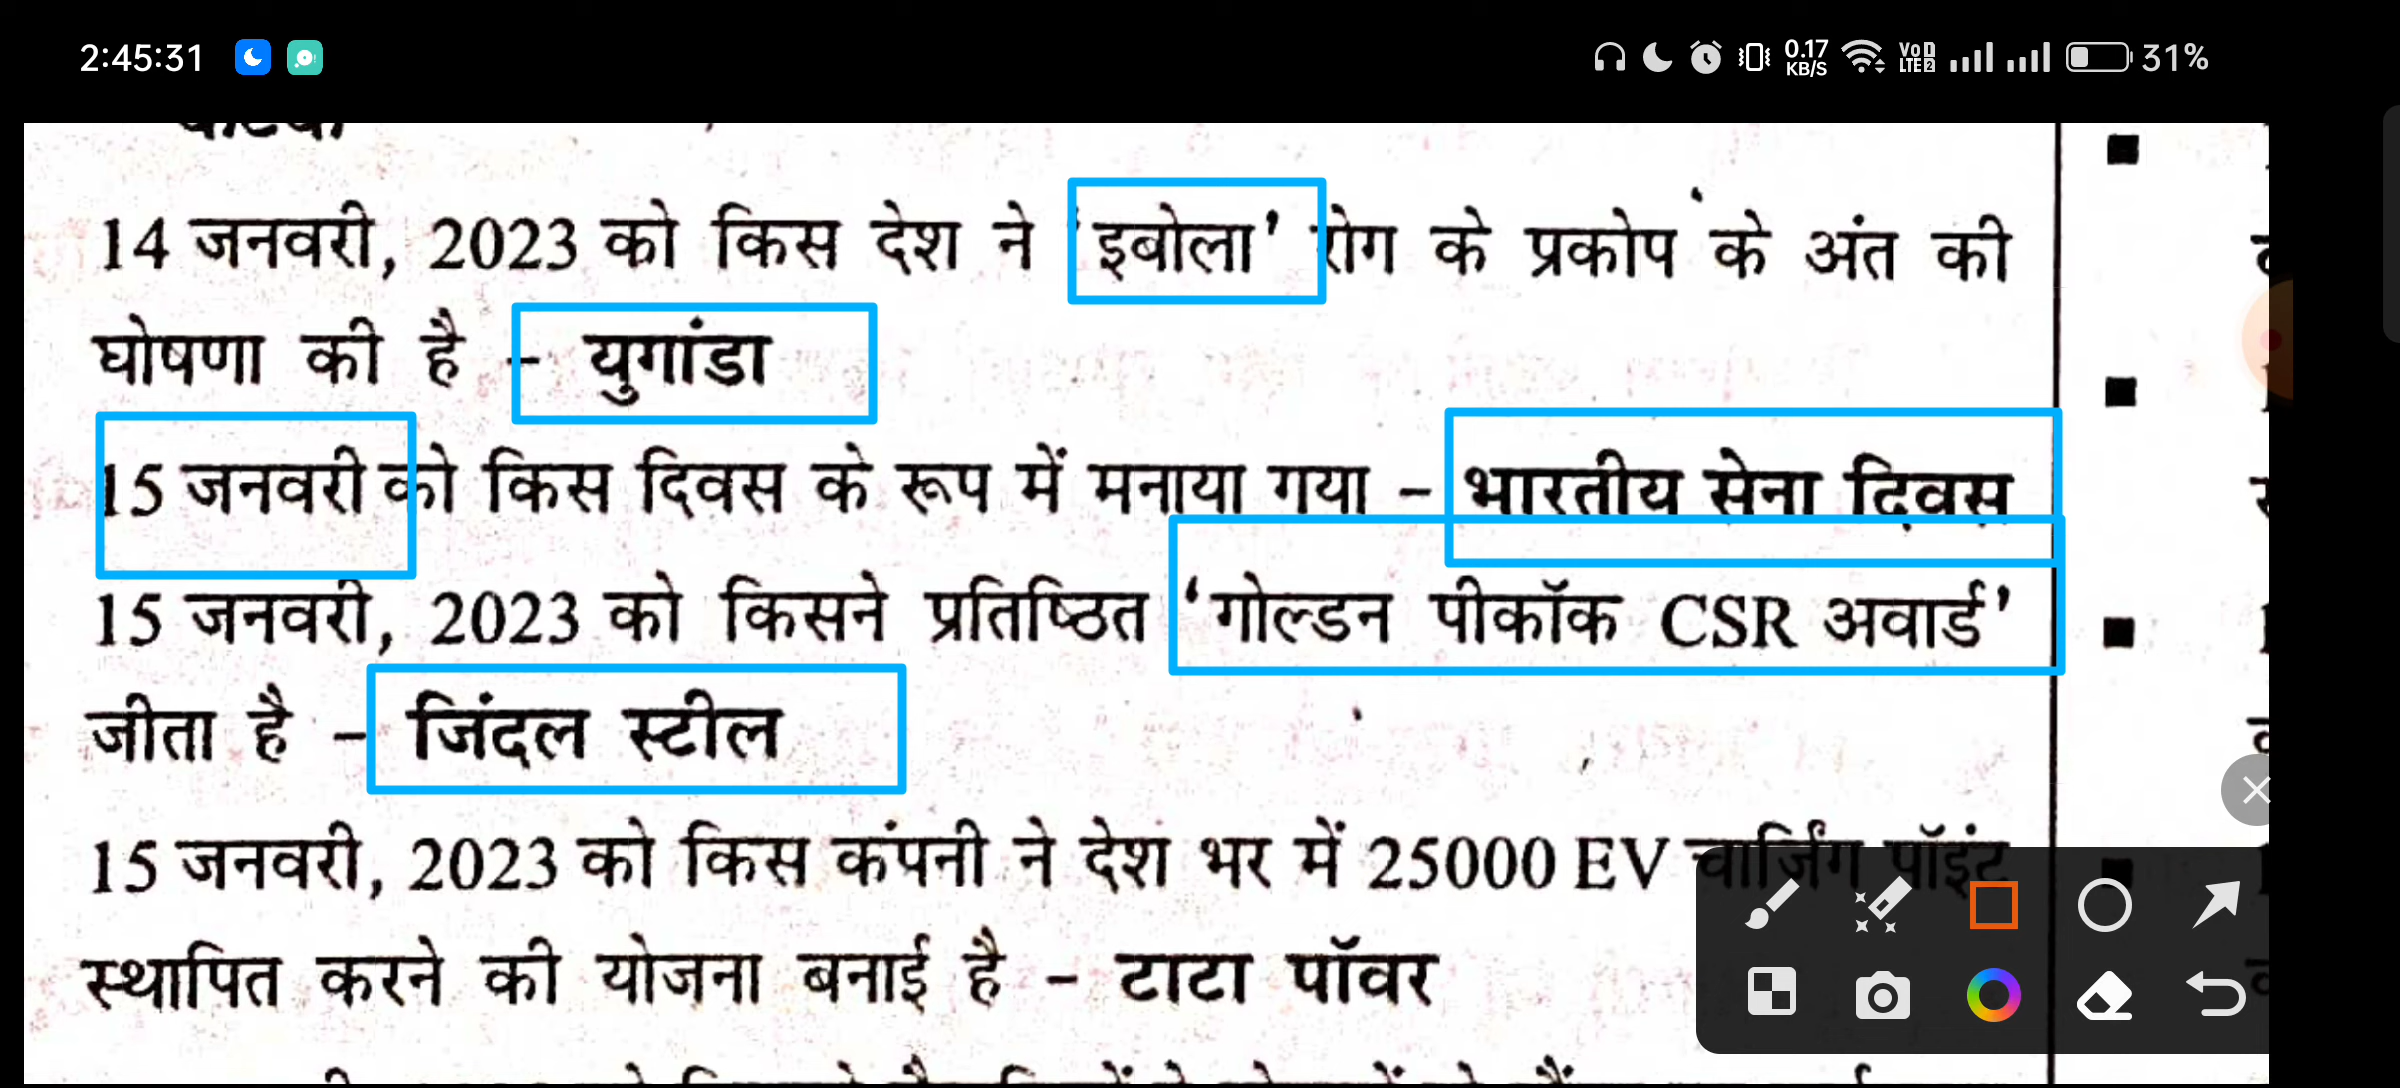 2:45:31
0.17 KB/S
VoD LTE2
31%
14 जनवरी, 2023 को किस देश ने 'इबोला' रोग के प्रकोप के अंत की
घोषणा की है - युगांडा
15 जनवरी को किस दिवस के रूप में मनाया गया - भारतीय सेना दिवस
15 जनवरी, 2023 को किसने प्रतिष्ठित 'गोल्डन पीकॉक CSR अवार्ड'
जीता है - जिंदल स्टील
15 जनवरी, 2023 को किस कंपनी ने देश भर में 25000 EV चार्जिंग पॉइंट
स्थापित करने की योजना बनाई है - टाटा पॉवर